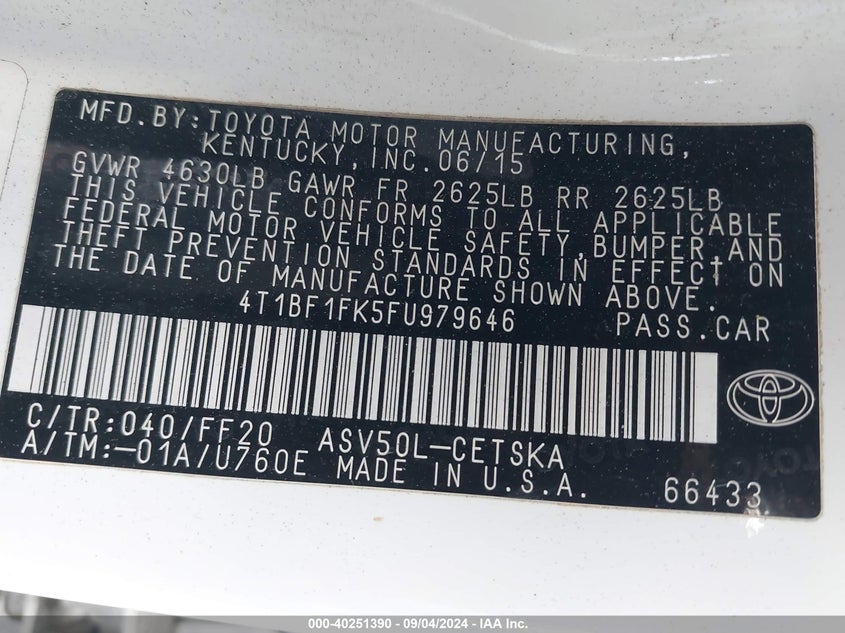 MFD.BY:TOYOTA MOTOR MANUFACTURING,
KENTUCKY,INC.06/15
GVWR 4630LB GAWR FR 2625LB RR 2625LB
THIS VEHICLE CONFORMS TO ALL APPLICABLE
FEDERAL MOTOR VEHICLE SAFETY,BUMPER,AND
THEFT PREVENTION STANDARDS IN EFFECT ON
THE DATE OF MANUFACTURE SHOWN ABOVE.
4T1BF1FK5FU979646 PASS.CAR
C/TR:040/FF20 ASV50L-CETSKA
A/TM:-01A/U760E MADE IN U.S.A. 66433
000-40251390 - 09/04/2024 - IAA Inc.